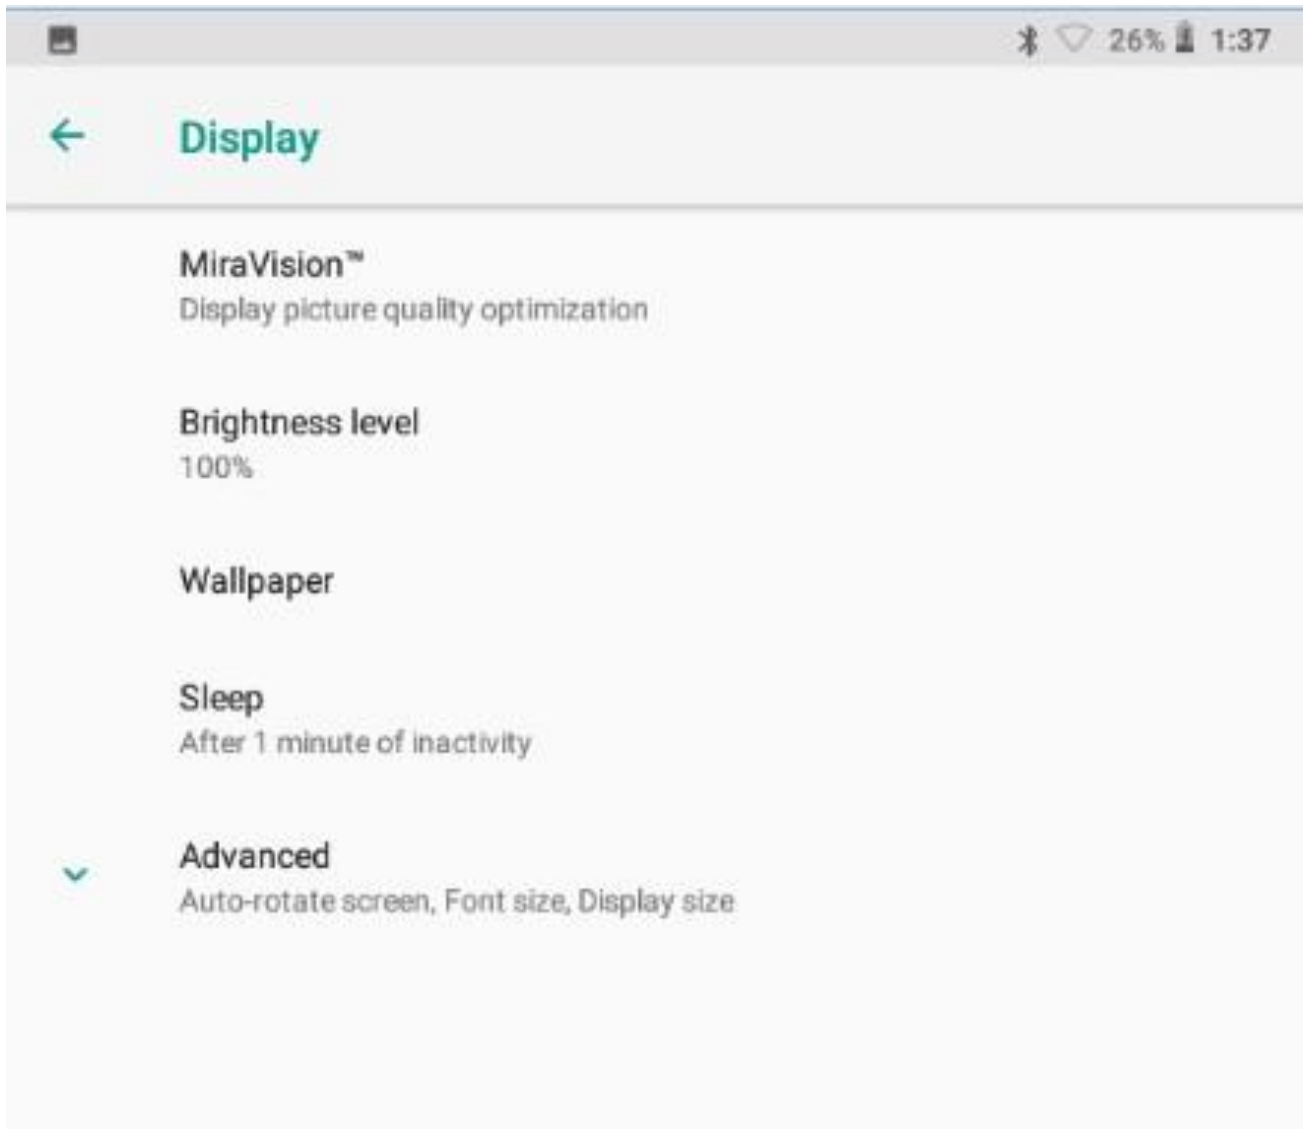 26% 1:37
Display
MiraVision™
Display picture quality optimization
Brightness level
100%
Wallpaper
Sleep
After 1 minute of inactivity
Advanced
Auto-rotate screen, Font size, Display size